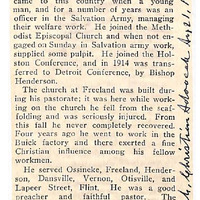 came to this country when a young
and for a number of years was an
officer in the Salvation Army, managing
their welfare work. He joined the Meth-
odist Episcopal Church and when not en-
gaged on Sunday in Salvation army work,
supplied some pulpit. He joined the Hol-
ston Conference, and in 1914 was trans-
ferred to Detroit Conference, by Bishop
Henderson.
The church at Freeland was built dur-
ing his pastorate; it was here while work-
ing on the church he fell from the scaf-
folding and was seriously injured. From
this fall he never completely recovered.
Four years ago he went to work in the
Buick factory and there exerted a fine
Christian influence among his fellow
workmen.
He served Ossineke, Freeland, Hender-
son, Dansville, Vernon, Otisville, and
Lapeer Street, Flint. He was a good
preacher and faithful pastor. The
Christian Advocate